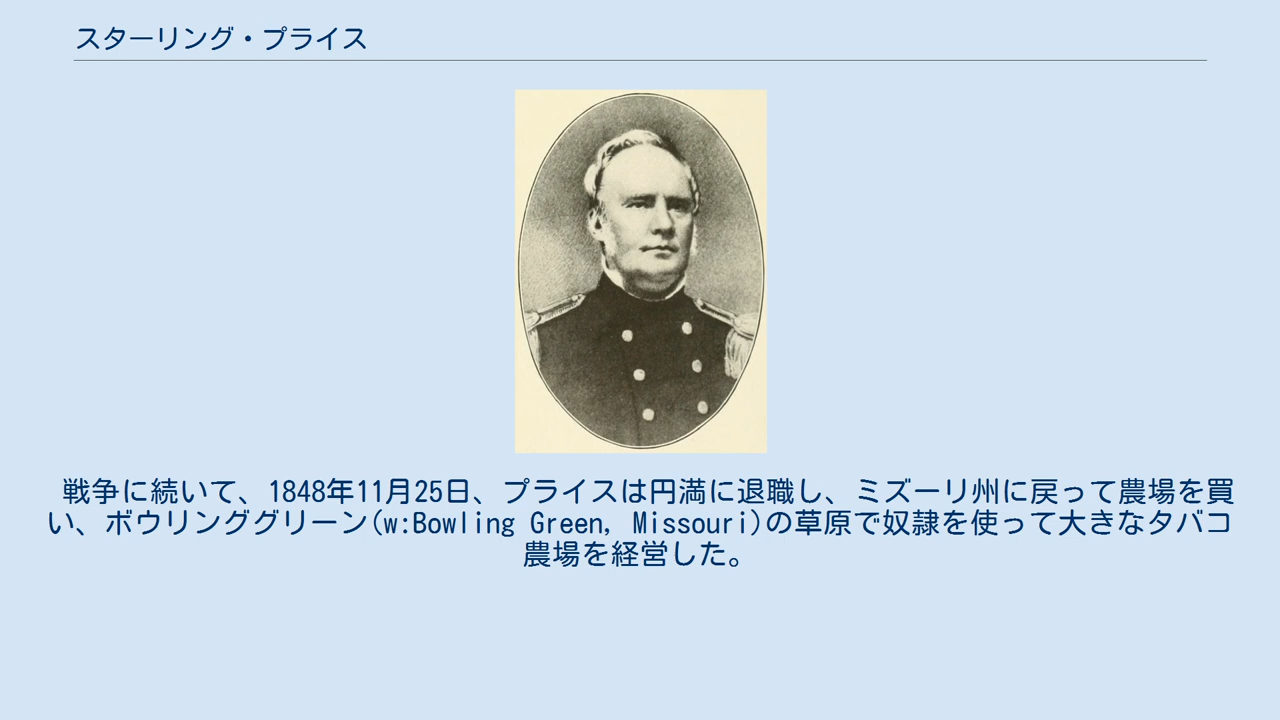 スターリング・プライス
戦争に続いて、1848年11月25日、プライスは円満に退職し、ミズーリ州に戻って農場を買
い、ボウリンググリーン(w:Bowling Green, Missouri)の草原で奴隷を使って大きなタバコ
農場を経営した。